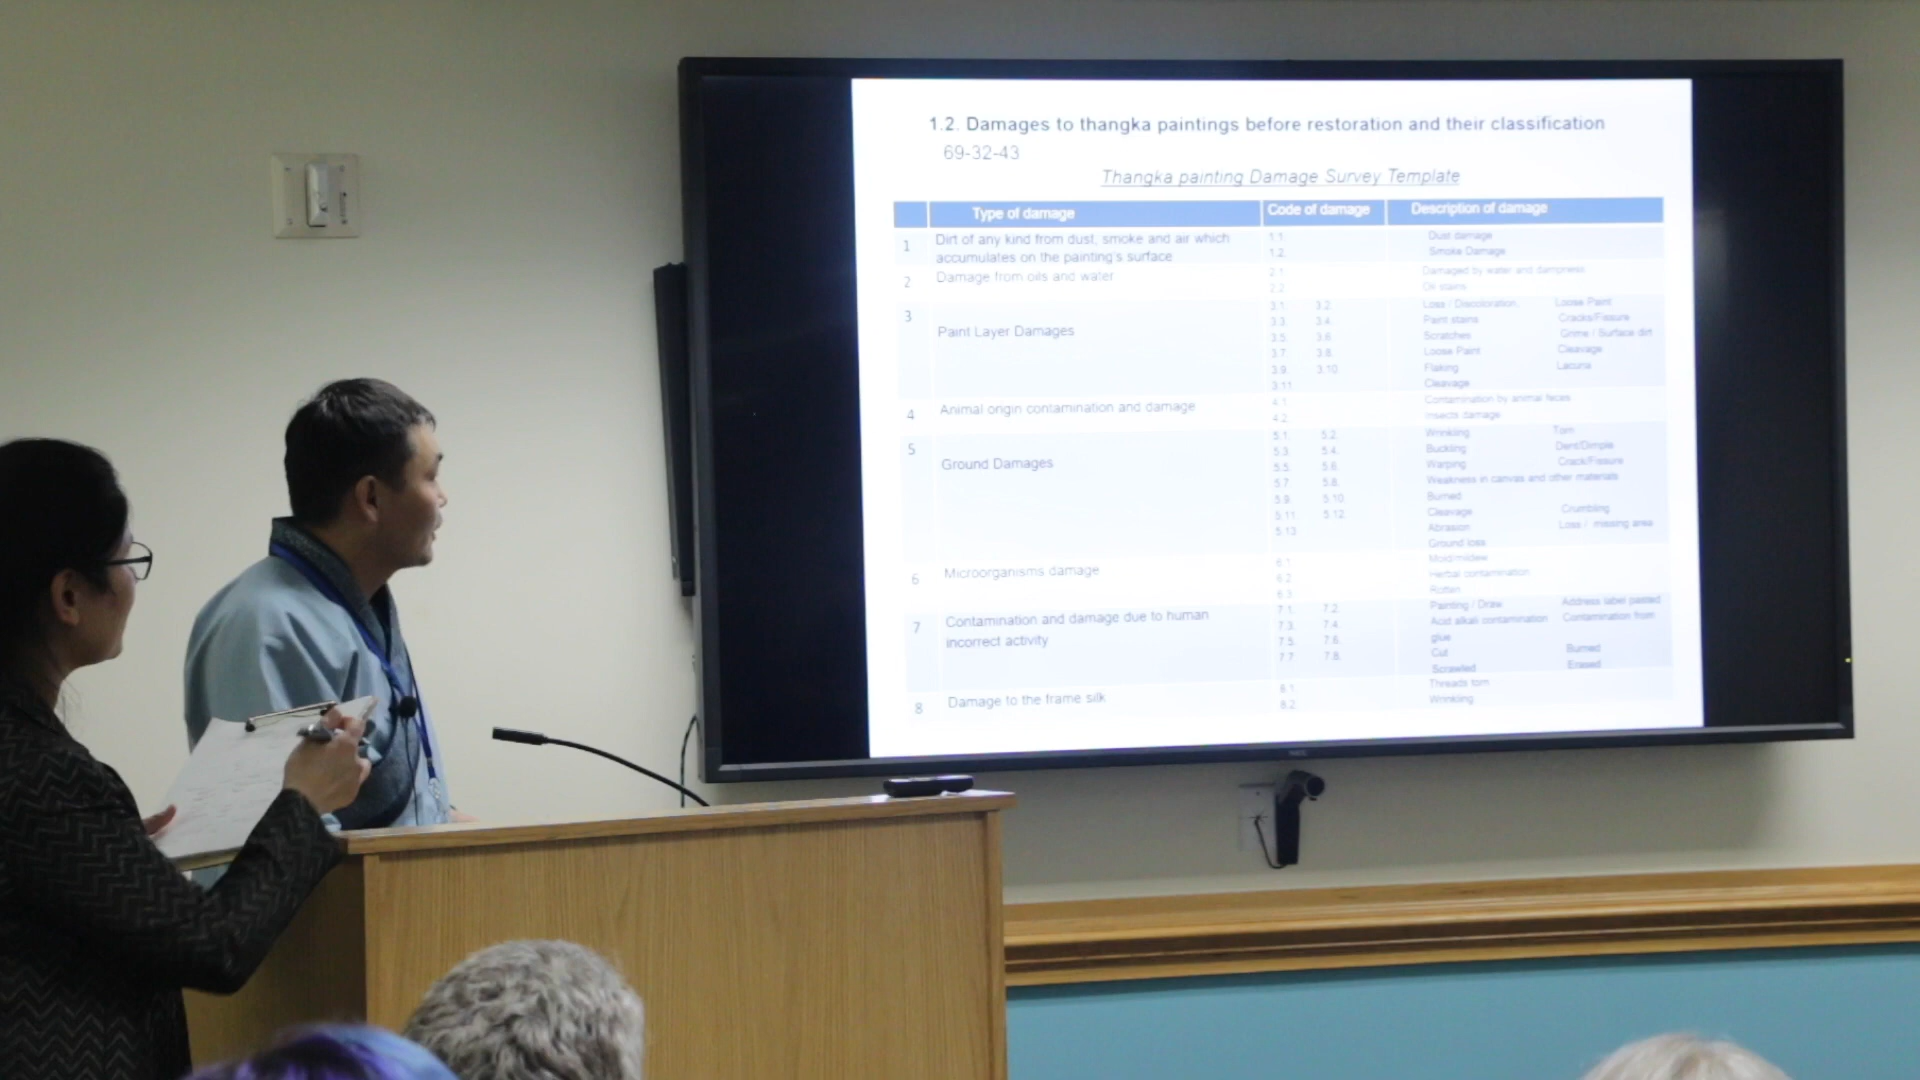 1.2. Damages to thangka paintings before restoration and their classification
69-32-43
Thangka painting Damage Survey Template
Type of damage Code of damage Description of damage
1 Dirt of any kind from dust, smoke and air which accumulates on the painting's surface
1.1. Dust damage
1.2. Smoke Damage
2 Damage from oils and water
2.1. Damaged by water and dampness
2.2. Oil stains
3 Paint Layer Damages
3.1. 3.2. Loss / Discoloration, Loose Paint
3.3. 3.4. Paint stains Cracks/Fissure
3.5. 3.6. Scratches Grime / Surface dirt
3.7. 3.8. Loose Paint Cleavage
3.9. 3.10. Flaking Lacuna
3.11. Cleavage
4 Animal origin contamination and damage
4.1. Contamination by animal feces
4.2. Insects damage
5 Ground Damages
5.1. 5.2. Wrinkling Torn
5.3. 5.4. Buckling Dent/Dimple
5.5. 5.6. Warping Crack/Fissure
5.7. 5.8. Weakness in canvas and other materials
5.9. 5.10. Burned
5.11. 5.12. Cleavage Crumbling
5.13. Abrasion Loss / missing area
Ground loss
6 Microorganisms damage
6.1. Mold/mildew
6.2. Herbal contamination
6.3. Rotten
7 Contamination and damage due to human incorrect activity
7.1. 7.2. Painting / Draw Address label pasted
7.3. 7.4. Acid alkali contamination Contamination from
7.5. 7.6. glue
7.7. 7.8. Cut Burned
Scrawled Erased
8 Damage to the frame silk
8.1. Threads torn
8.2. Wrinkling